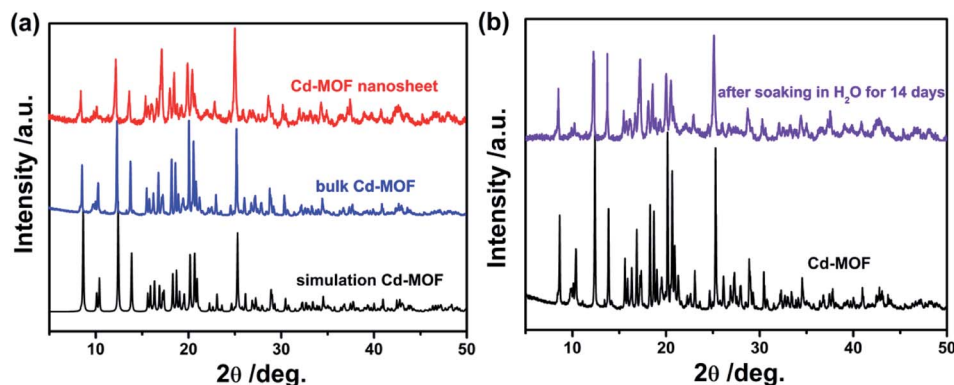 (a)
Intensity /a.u.
Cd-MOF nanosheet
bulk Cd-MOF
simulation Cd-MOF
10 20 30 40 50
2θ /deg.
(b)
Intensity /a.u.
after soaking in H₂O for 14 days
Cd-MOF
10 20 30 40 50
2θ /deg.